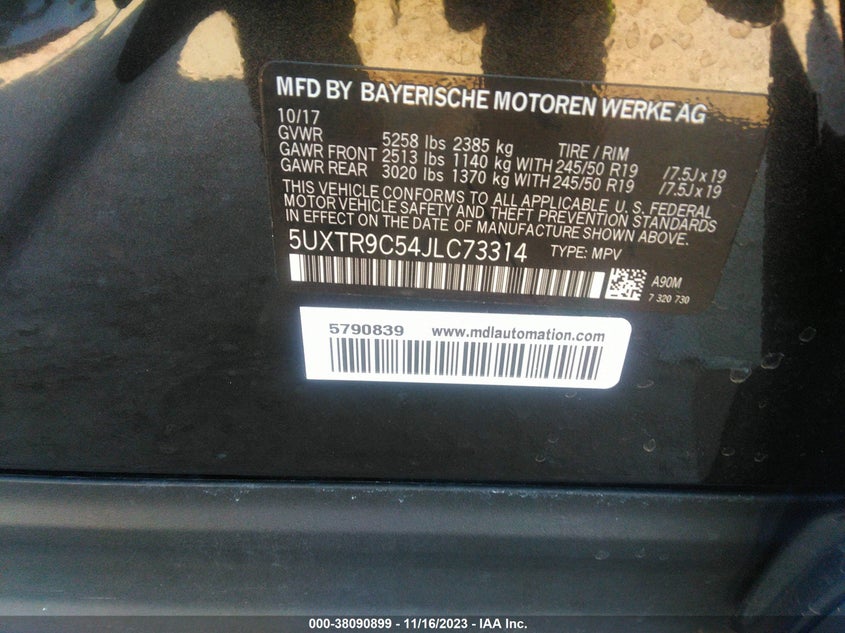 MFD BY BAYERISCHE MOTOREN WERKE AG
10/17
GVWR 5258 lbs 2385 kg TIRE / RIM
GAWR FRONT 2513 lbs 1140 kg WITH 245/50 R19 /7.5J x 19
GAWR REAR 3020 lbs 1370 kg WITH 245/50 R19 /7.5J x 19
THIS VEHICLE CONFORMS TO ALL APPLICABLE U. S. FEDERAL
MOTOR VEHICLE SAFETY AND THEFT PREVENTION STANDARDS
IN EFFECT ON THE DATE OF MANUFACTURE SHOWN ABOVE.
5UXTR9C54JLC73314 TYPE: MPV
A90M
7 320 730
5790839 www.mdlautomation.com
000-38090899 - 11/16/2023 - IAA Inc.